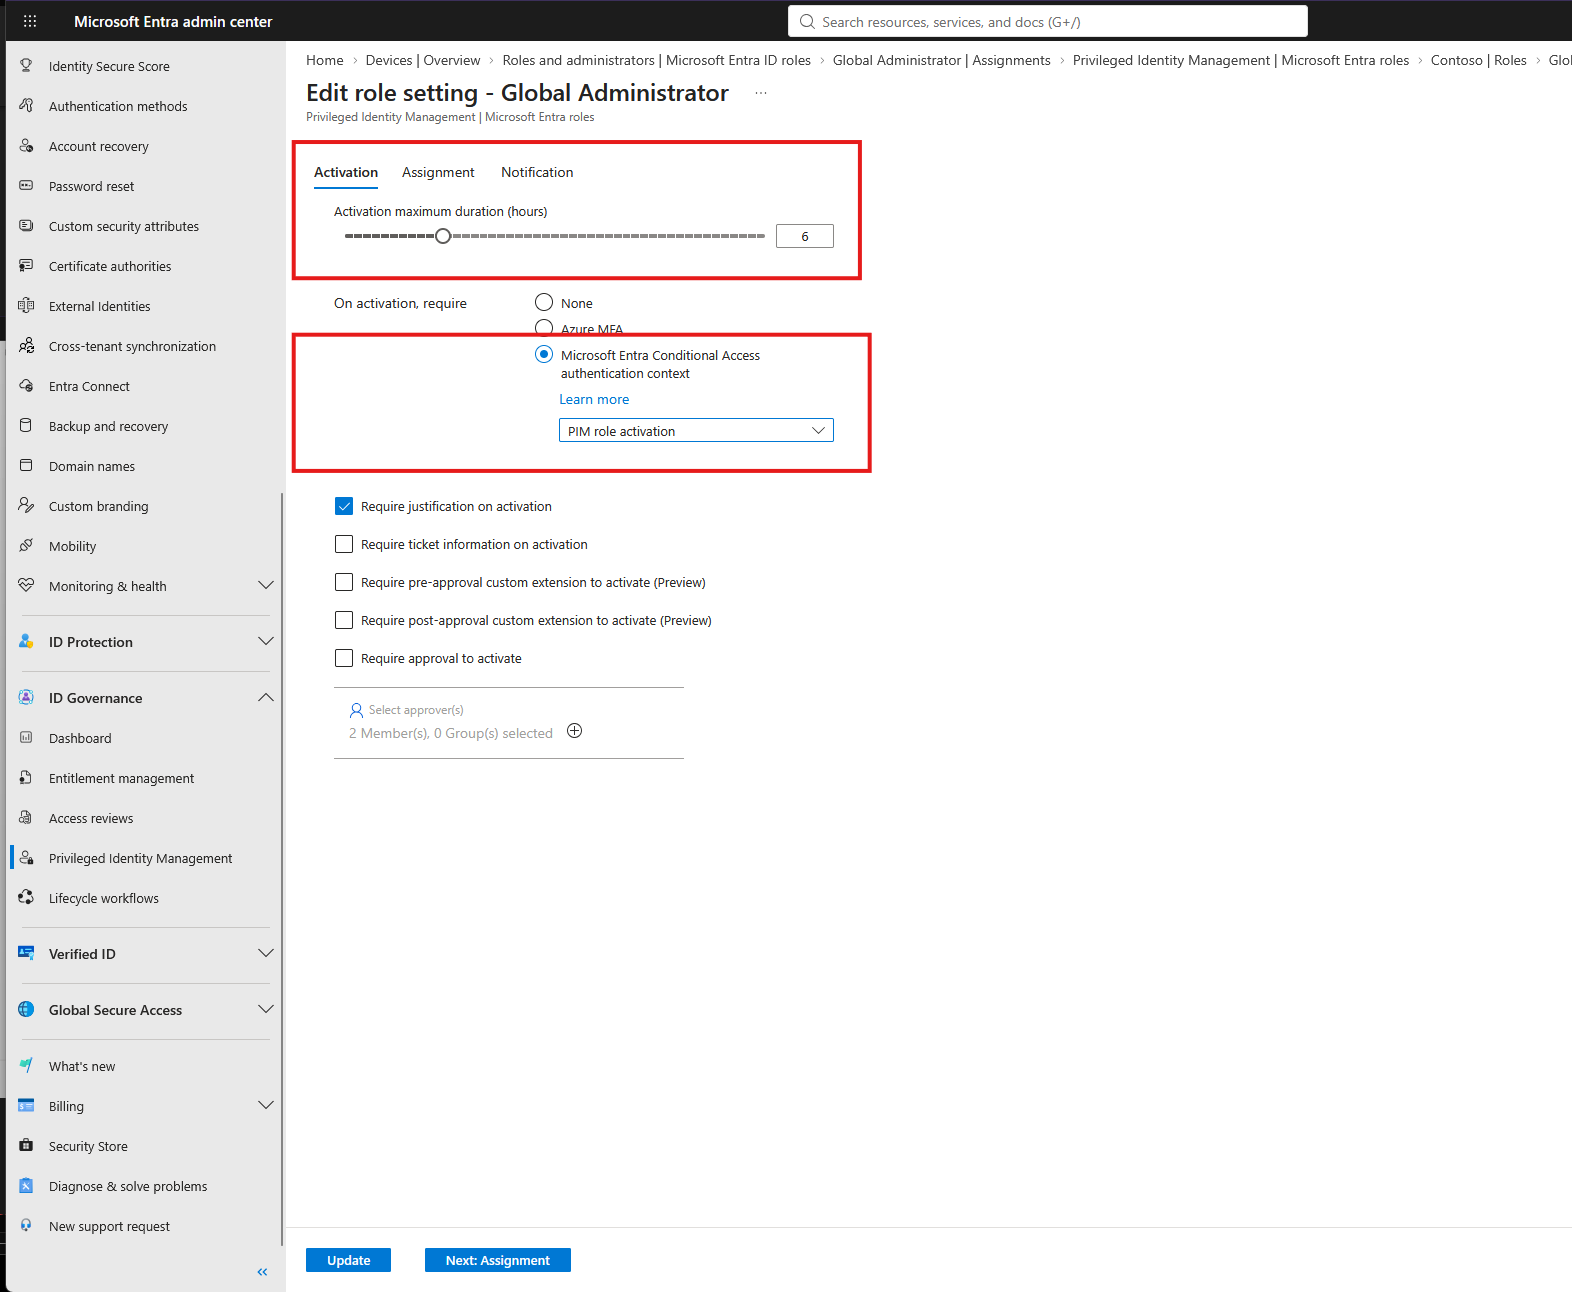 Microsoft Entra admin center
Search resources, services, and docs (G+/)
Identity Secure Score
Authentication methods
Account recovery
Password reset
Custom security attributes
Certificate authorities
External Identities
Cross-tenant synchronization
Entra Connect
Backup and recovery
Domain names
Custom branding
Mobility
Monitoring & health
ID Protection
ID Governance
Dashboard
Entitlement management
Access reviews
Privileged Identity Management
Lifecycle workflows
Verified ID
Global Secure Access
What's new
Billing
Security Store
Diagnose & solve problems
New support request
Home > Devices | Overview > Roles and administrators | Microsoft Entra ID roles > Global Administrator | Assignments > Privileged Identity Management | Microsoft Entra roles > Contoso | Roles > Glo
Edit role setting - Global Administrator ...
Privileged Identity Management | Microsoft Entra roles
Activation Assignment Notification
Activation maximum duration (hours)
6
On activation, require
None
Azure MFA
Microsoft Entra Conditional Access
authentication context
Learn more
PIM role activation
Require justification on activation
Require ticket information on activation
Require pre-approval custom extension to activate (Preview)
Require post-approval custom extension to activate (Preview)
Require approval to activate
Select approver(s)
2 Member(s), 0 Group(s) selected
Update
Next: Assignment